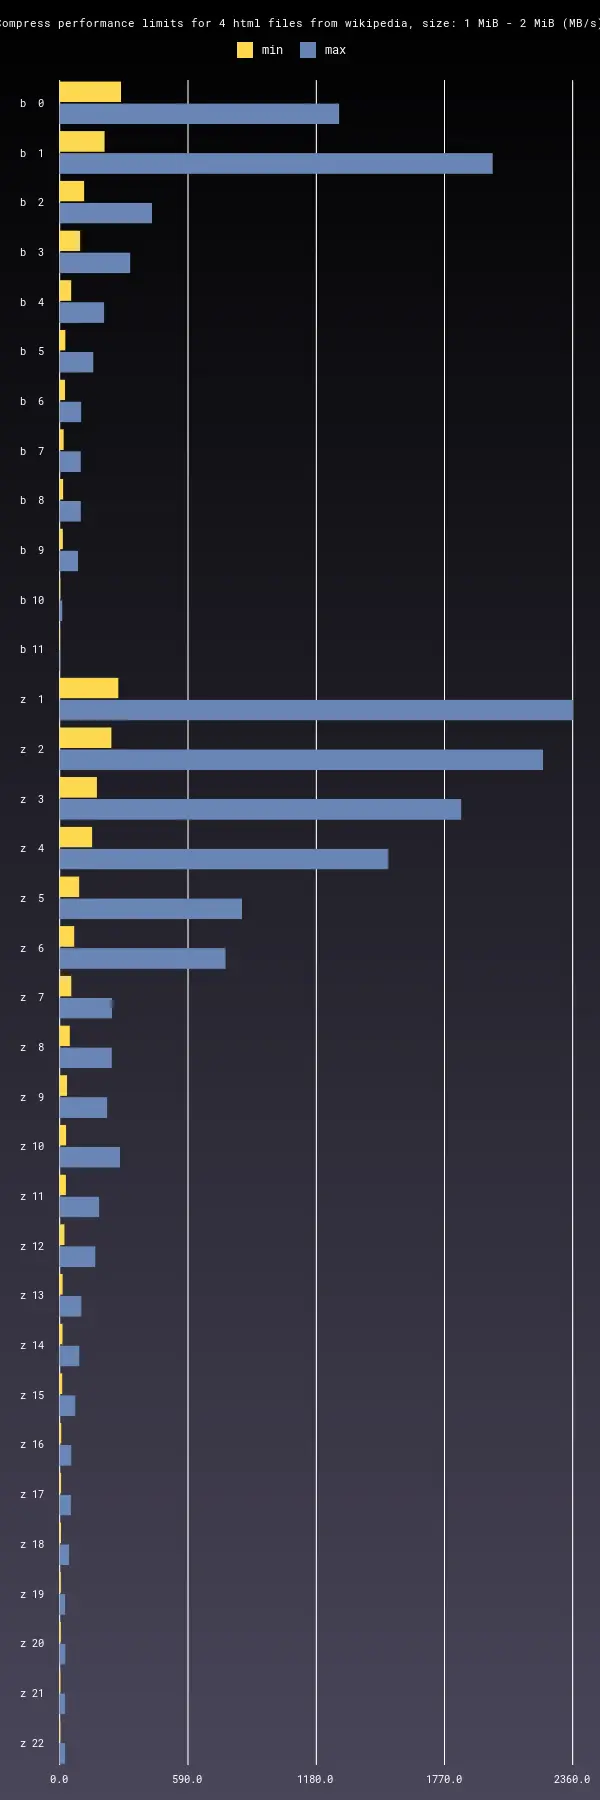 Compress performance limits for 4 html files from wikipedia, size: 1 MiB - 2 MiB (MB/s)
min max
b 0
b 1
b 2
b 3
b 4
b 5
b 6
b 7
b 8
b 9
b 10
b 11
z 1
z 2
z 3
z 4
z 5
z 6
z 7
z 8
z 9
z 10
z 11
z 12
z 13
z 14
z 15
z 16
z 17
z 18
z 19
z 20
z 21
z 22
0.0 590.0 1180.0 1770.0 2360.0